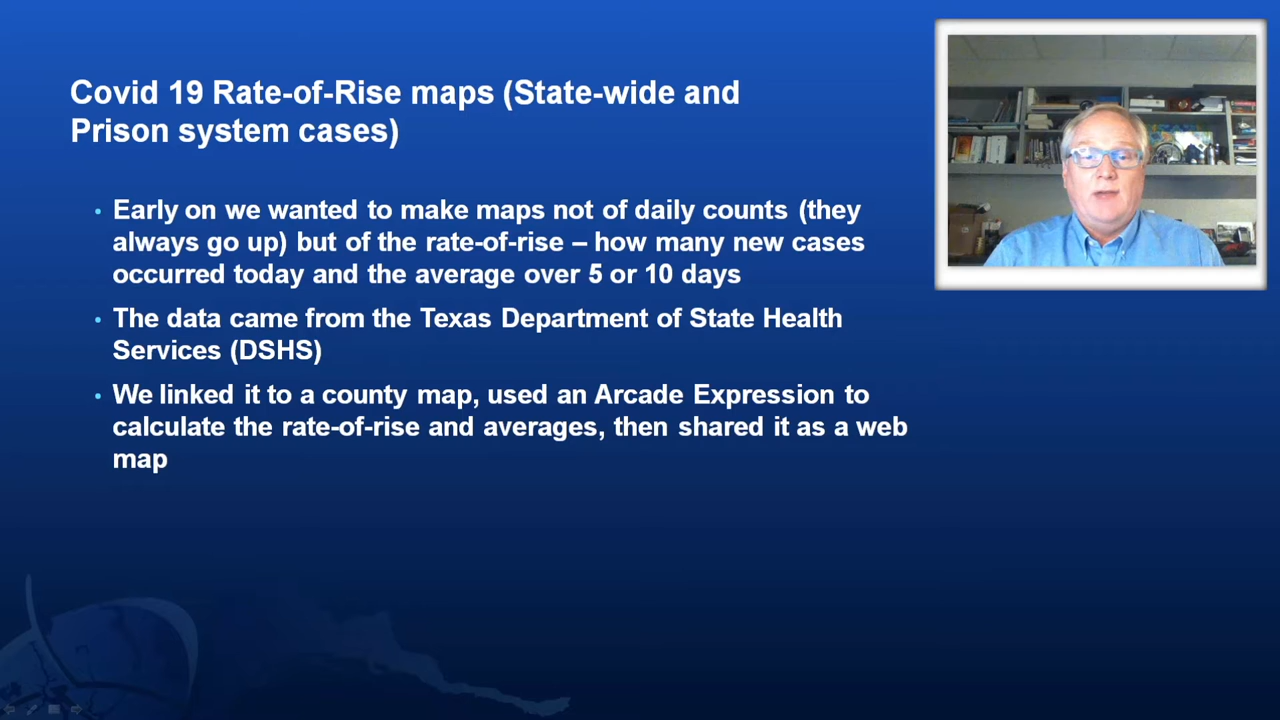 Covid 19 Rate-of-Rise maps (State-wide and
Prison system cases)
• Early on we wanted to make maps not of daily counts (they
always go up) but of the rate-of-rise – how many new cases
occurred today and the average over 5 or 10 days
• The data came from the Texas Department of State Health
Services (DSHS)
• We linked it to a county map, used an Arcade Expression to
calculate the rate-of-rise and averages, then shared it as a web
map